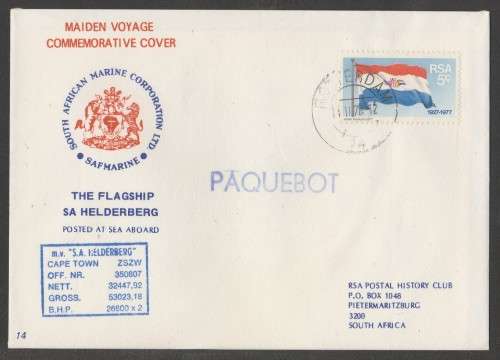 MAIDEN VOYAGE
COMMEMORATIVE COVER
SOUTH AFRICAN MARINE CORPORATION LTD.
SAFMARINE
RSA
5c
1927-1977
PAQUEBOT
THE FLAGSHIP
SA HELDERBERG
POSTED AT SEA ABOARD
m.v. "S.A. HELDERBERG"
CAPE TOWN ZSZW
OFF. NR. 350807
NETT. 32447,92
GROSS. 53023,18
B.H.P. 26800 x 2
RSA POSTAL HISTORY CLUB
P.O. BOX 1048
PIETERMARITZBURG
3200
SOUTH AFRICA
14